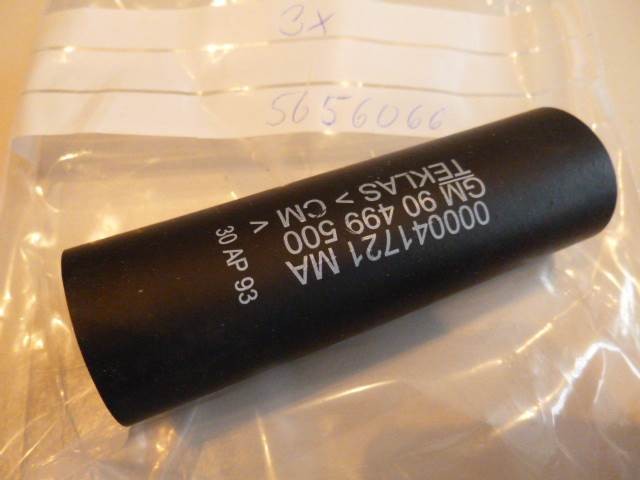 3x
5656066
000041721 MA
GM 90 499 500
TEKLAS > CM
<
30 AP 93